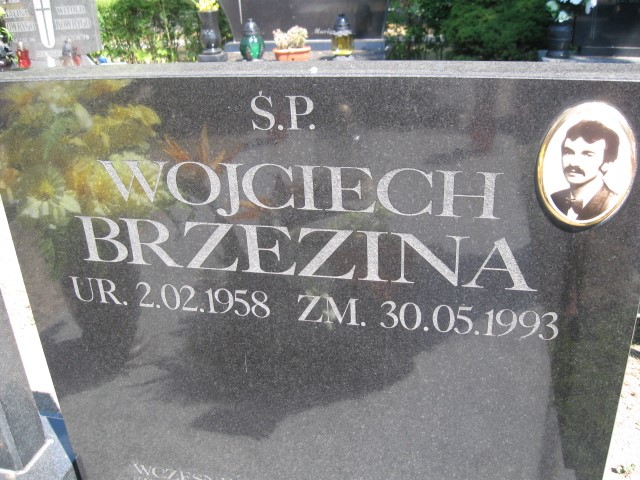 Ś.P.
WOJCIECH
BRZEZINA
UR. 2.02.1958 ZM. 30.05.1993